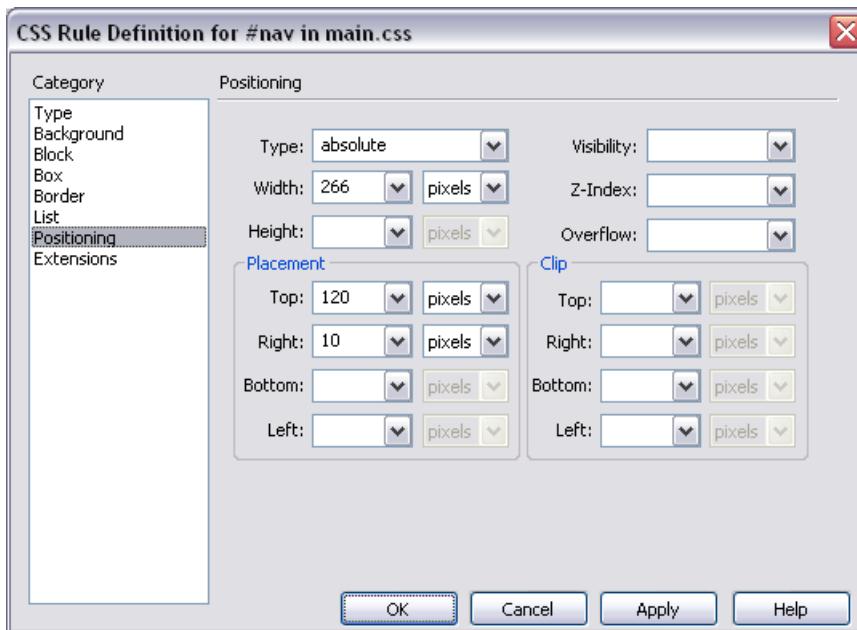 CSS Rule Definition for #nav in main.css
Category
Positioning
Type
Background
Block
Box
Border
List
Positioning
Extensions
Type: absolute Visibility:
Width: 266 pixels Z-Index:
Height: pixels Overflow:
Placement Clip
Top: 120 pixels Top: pixels
Right: 10 pixels Right: pixels
Bottom: pixels Bottom: pixels
Left: pixels Left: pixels
OK Cancel Apply Help